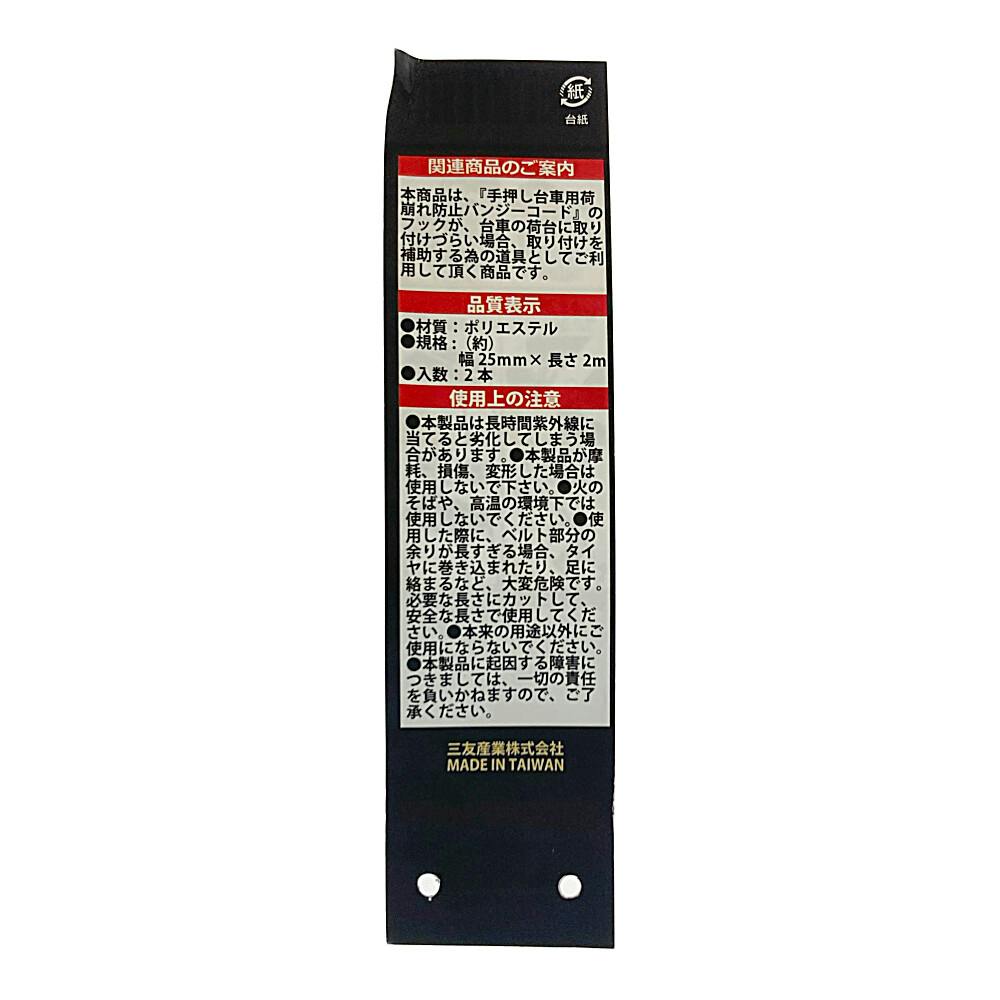 紙
台紙
関連商品のご案内
本商品は、『手押し台車用荷
崩れ防止バンジーコード』の
フックが、台車の荷台に取り
付けづらい場合、取り付けを
補助する為の道具としてご利
用して頂く商品です。
品質表示
●材質：ポリエステル
●規格：（約）
幅 25mm× 長さ 2m
●入数：2 本
使用上の注意
●本製品は長時間紫外線に
当てると劣化してしまう場
合があります。●本製品が摩
耗、損傷、変形した場合は
使用しないで下さい。●火の
そばや、高温の環境下では
使用しないでください。●使
用した際に、ベルト部分の
余りが長すぎる場合、タイ
ヤに巻き込まれたり、足に
絡まるなど、大変危険です。
必要な長さにカットして、
安全な長さで使用してくだ
さい。●本来の用途以外にご
使用にならないでください。
●本製品に起因する障害に
つきましては、一切の責任
を負いかねますので、ご了
承ください。
三友産業株式会社
MADE IN TAIWAN